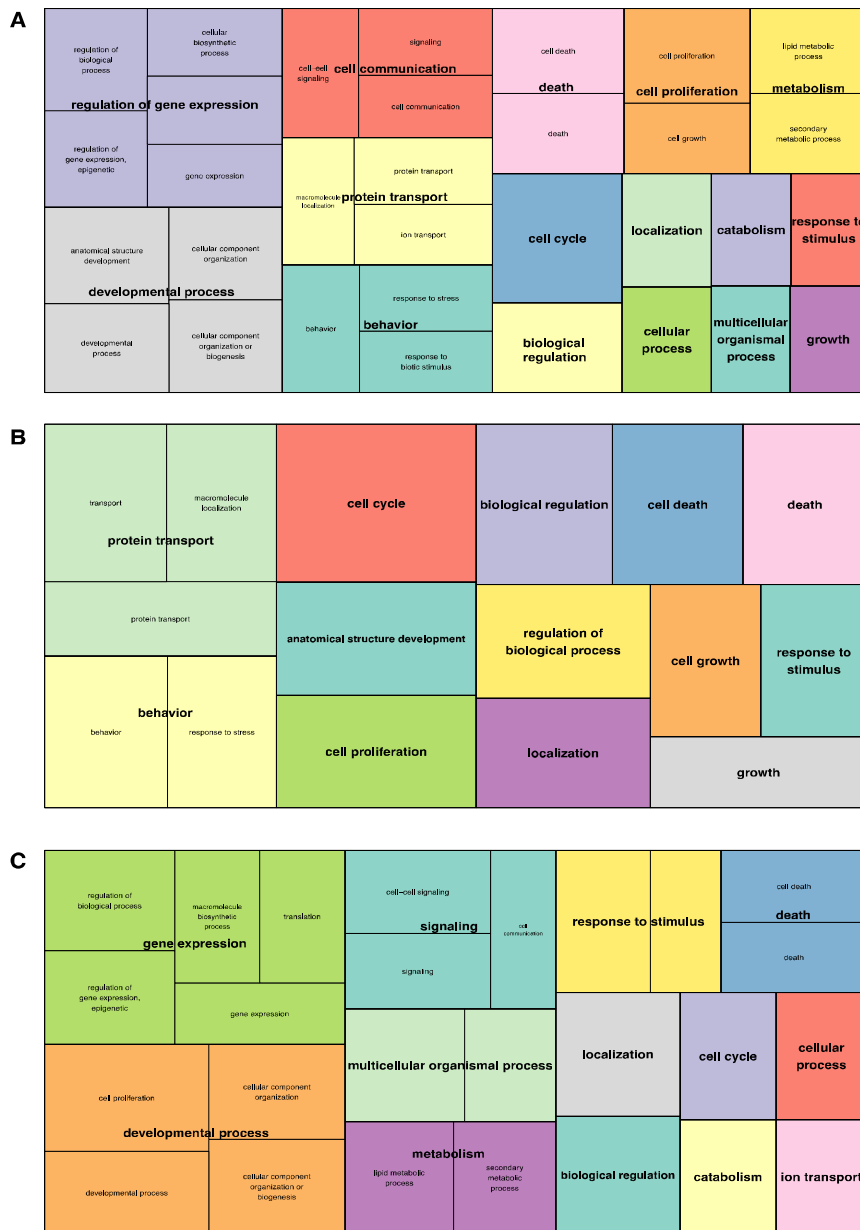 A
regulation of
biological
process
cellular
biosynthetic
process
regulation of gene expression
regulation of
gene expression,
epigenetic
gene expression
anatomical structure
development
cellular component
organization
developmental process
developmental
process
cellular component
organization or
biogenesis
cell-cell
signaling
signaling
cell communication
cell communication
macromolecule
localization
protein transport
protein transport
ion transport
behavior
response to stress
behavior
response to
biotic stimulus
cell death
death
death
cell proliferation
cell proliferation
cell growth
lipid metabolic
process
metabolism
secondary
metabolic process
cell cycle
localization
catabolism
response to
stimulus
biological
regulation
cellular
process
multicellular
organismal
process
growth
B
transport
macromolecule
localization
protein transport
protein transport
behavior
behavior
response to stress
cell cycle
anatomical structure development
cell proliferation
biological regulation
cell death
death
regulation of
biological process
cell growth
response to
stimulus
localization
growth
C
regulation of
biological process
macromolecule
biosynthetic
process
translation
gene expression
regulation of
gene expression,
epigenetic
gene expression
cell proliferation
cellular component
organization
developmental process
developmental process
cellular component
organization or
biogenesis
cell-cell signaling
signaling
cell
communication
signaling
multicellular organismal process
metabolism
lipid metabolic
process
secondary
metabolic
process
response to stimulus
cell death
death
death
localization
cell cycle
cellular
process
biological regulation
catabolism
ion transport